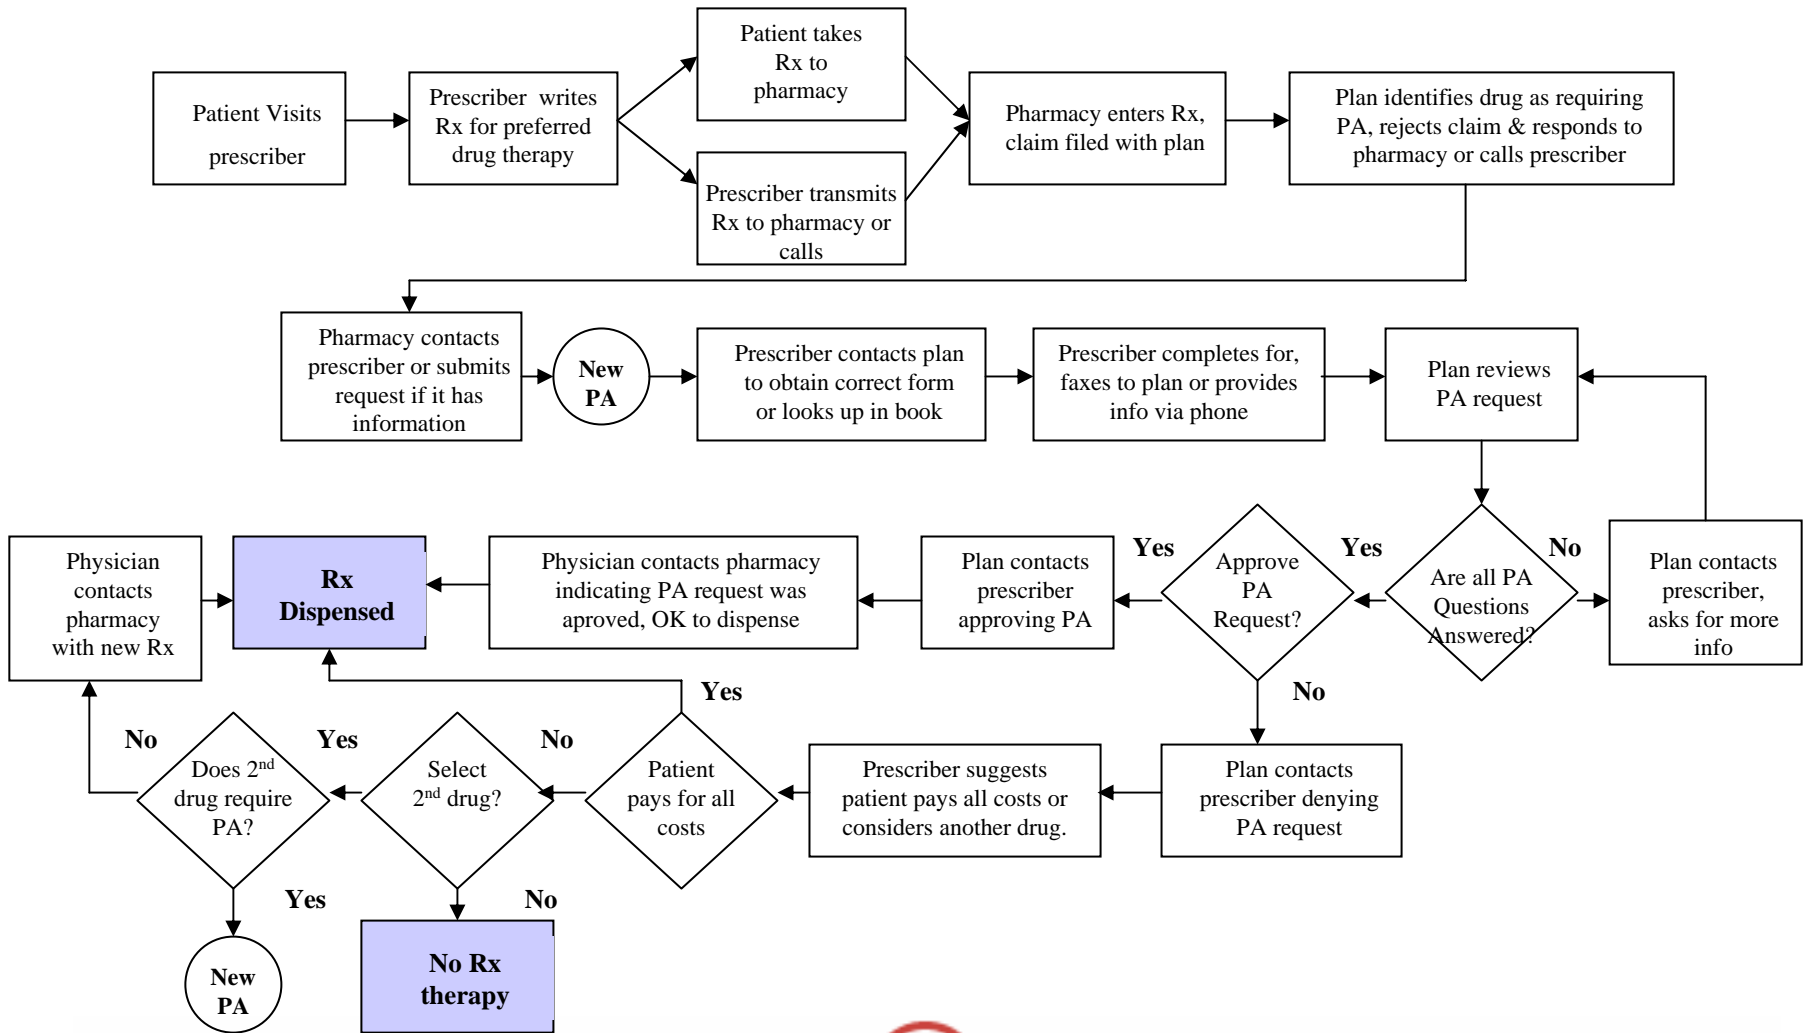 Patient Visits
prescriber
Prescriber writes
Rx for preferred
drug therapy
Patient takes
Rx to
pharmacy
Prescriber transmits
Rx to pharmacy or
calls
Pharmacy enters Rx,
claim filed with plan
Plan identifies drug as requiring
PA, rejects claim & responds to
pharmacy or calls prescriber
Pharmacy contacts
prescriber or submits
request if it has
information
New
PA
Prescriber contacts plan
to obtain correct form
or looks up in book
Prescriber completes for,
faxes to plan or provides
info via phone
Plan reviews
PA request
Are all PA
Questions
Answered?
No
Plan contacts
prescriber,
asks for more
info
Yes
Approve
PA
Request?
Yes
Plan contacts
prescriber
approving PA
Physician contacts pharmacy
indicating PA request was
aproved, OK to dispense
Rx
Dispensed
Physician
contacts
pharmacy
with new Rx
No
Plan contacts
prescriber denying
PA request
Prescriber suggests
patient pays all costs or
considers another drug.
Patient
pays for all
costs
Yes
No
Select
2nd drug?
Yes
Does 2nd
drug require
PA?
No
Yes
New
PA
No
No Rx
therapy